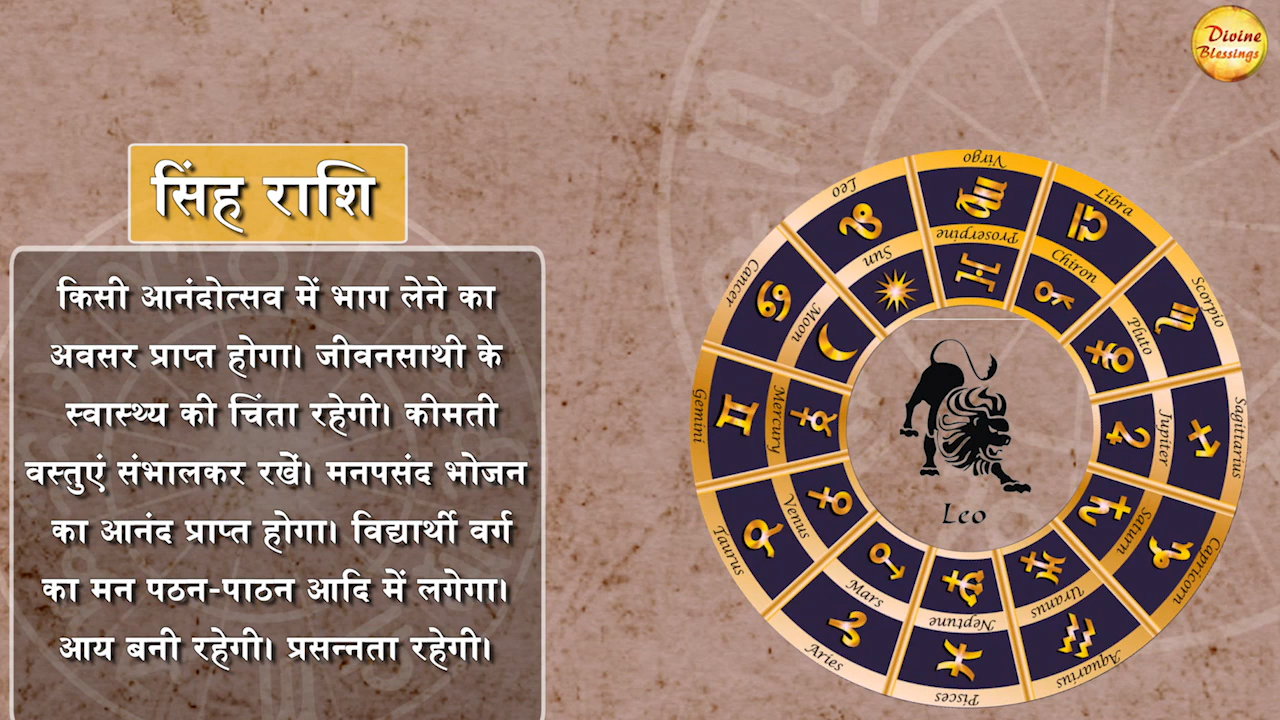 Divine
Blessings
सिंह राशि
किसी आनंदोत्सव में भाग लेने का
अवसर प्राप्त होगा। जीवनसाथी के
स्वास्थ्य की चिंता रहेगी। कीमती
वस्तुएं संभालकर रखें। मनपसंद भोजन
का आनंद प्राप्त होगा। विद्यार्थी वर्ग
का मन पठन-पाठन आदि में लगेगा।
आय बनी रहेगी। प्रसन्नता रहेगी।
Virgo
Libra
Scorpio
Sagittarius
Capricorn
Aquarius
Pisces
Aries
Taurus
Gemini
Cancer
Leo
Proserpine
Chiron
Pluto
Jupiter
Saturn
Uranus
Neptune
Mars
Venus
Mercury
Moon
Sun
Leo